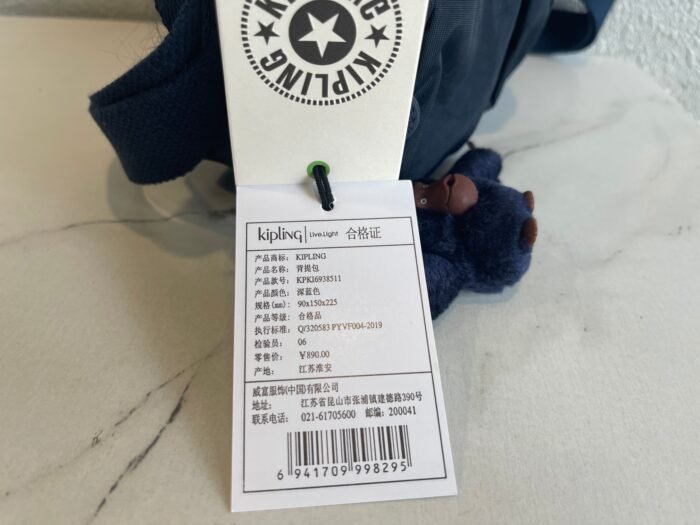 KIPLING
KIPLING
kipling Live.Light 合格证
产品商标: KIPLING
产品名称: 背提包
产品款号: KPKI6938511
产品颜色: 深蓝色
规格(mm): 90x150x225
产品等级: 合格品
执行标准: Q/320583 PYVF004-2019
检验员: 06
零售价: ￥890.00
产地: 江苏淮安
威富服饰(中国)有限公司
地址: 江苏省昆山市张浦镇建德路390号
联系电话: 021-61705600 邮编: 200041
6 941709 998295